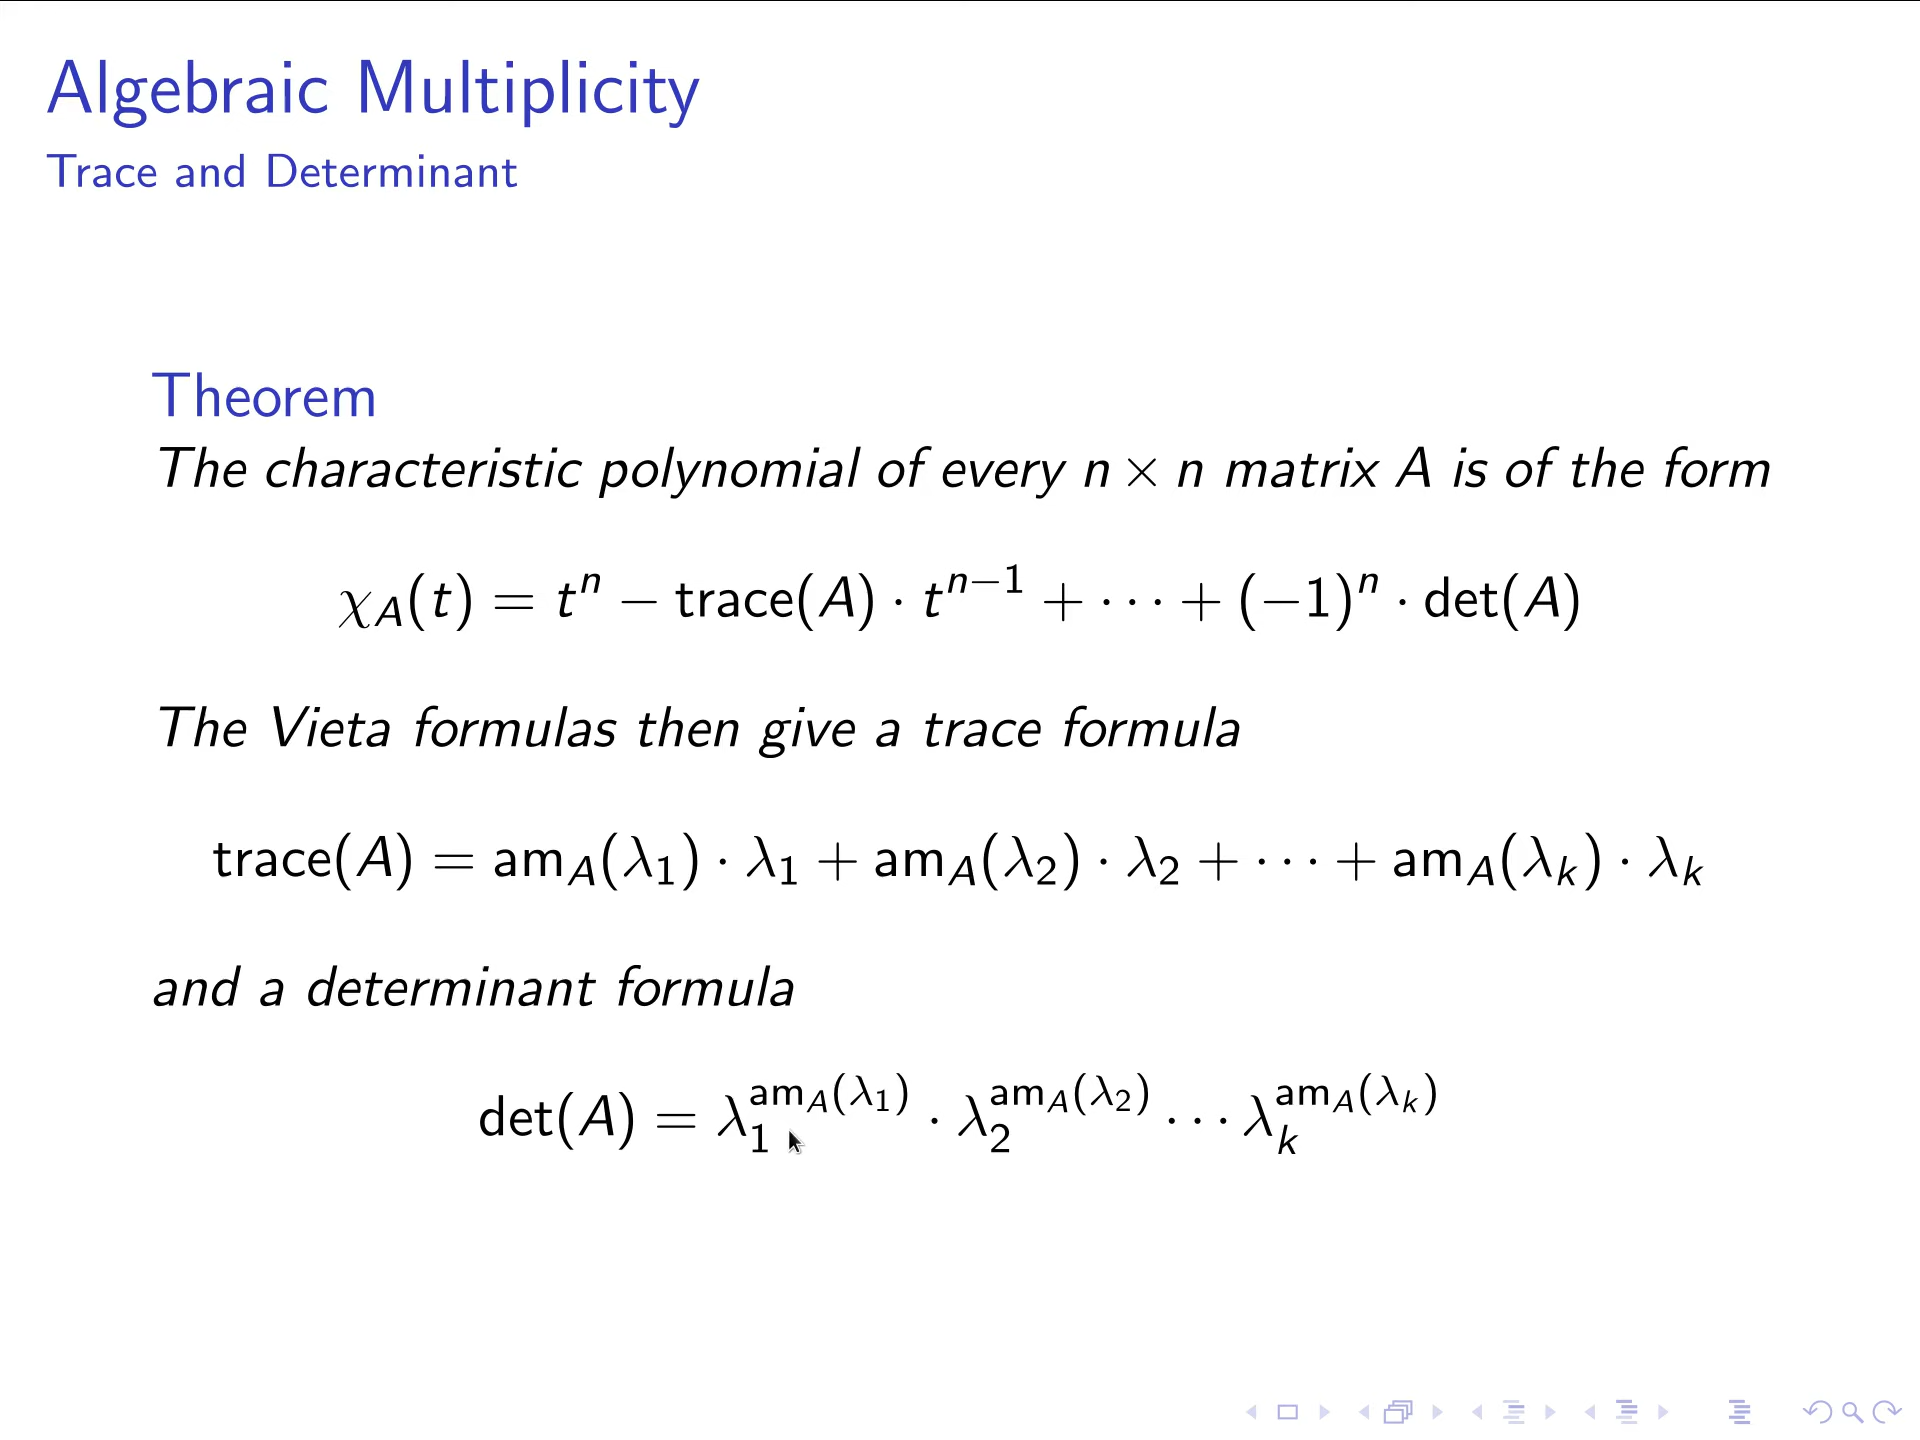 Algebraic Multiplicity
Trace and Determinant
Theorem
The characteristic polynomial of every n × n matrix A is of the form
χ_A(t) = t^n − trace(A) · t^{n−1} + ⋯ + (−1)^n · det(A)
The Vieta formulas then give a trace formula
trace(A) = am_A(λ_1) · λ_1 + am_A(λ_2) · λ_2 + ⋯ + am_A(λ_k) · λ_k
and a determinant formula
det(A) = λ_1^{am_A(λ_1)} · λ_2^{am_A(λ_2)} ⋯ λ_k^{am_A(λ_k)}